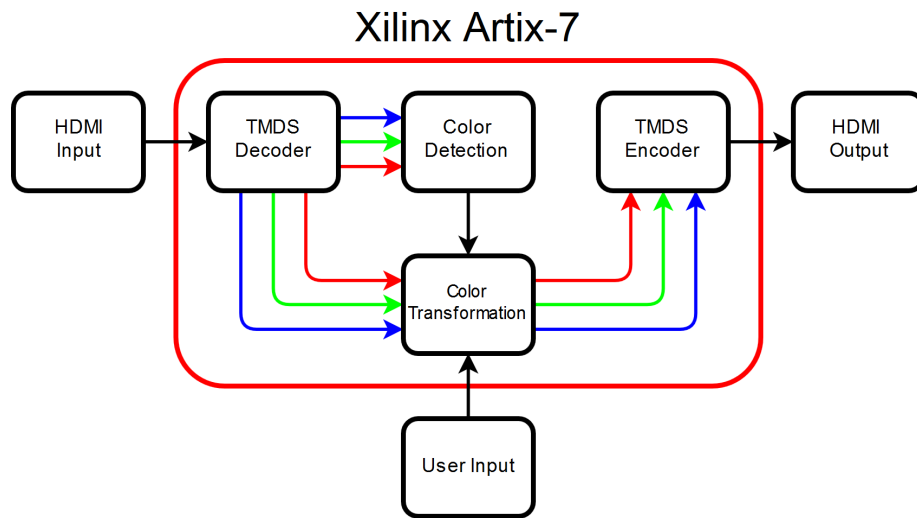 Xilinx Artix-7
HDMI
Input
TMDS
Decoder
Color
Detection
TMDS
Encoder
HDMI
Output
Color
Transformation
User Input